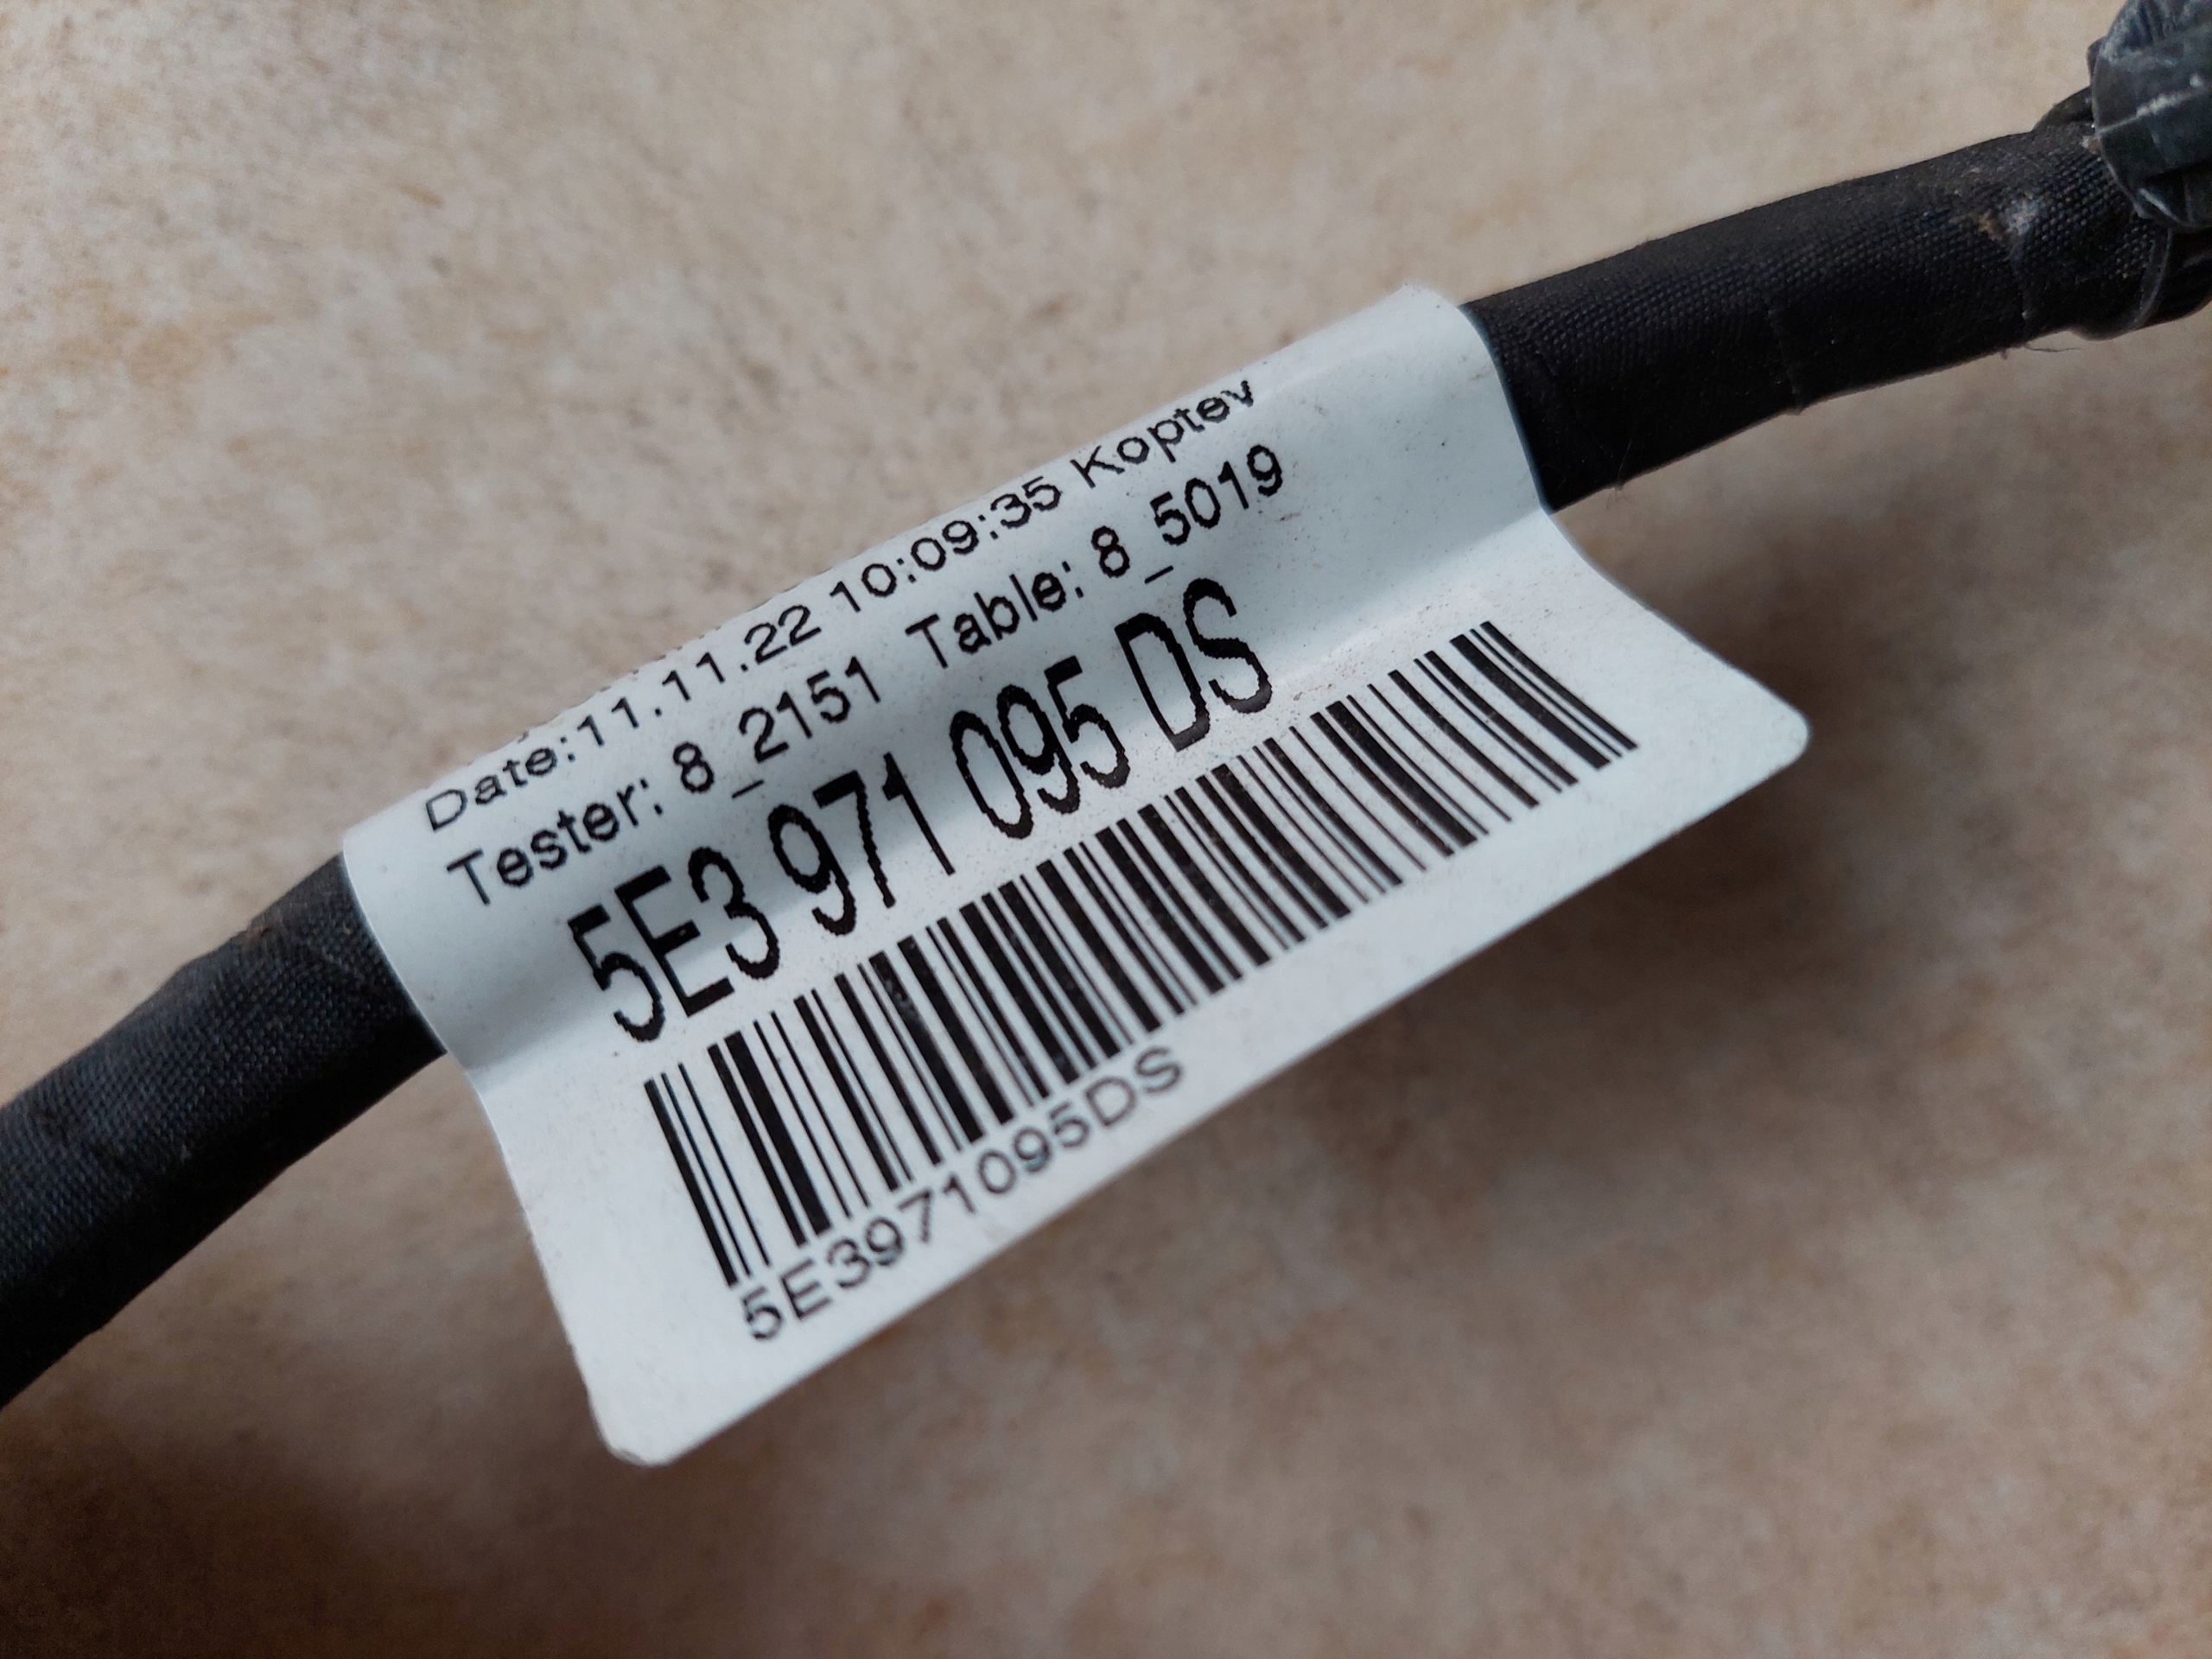 Date:11.11.22 10:09:35 Koptev
Tester: 8_2151 Table: 8_5019
5E3 971 095 DS
5E3971095DS